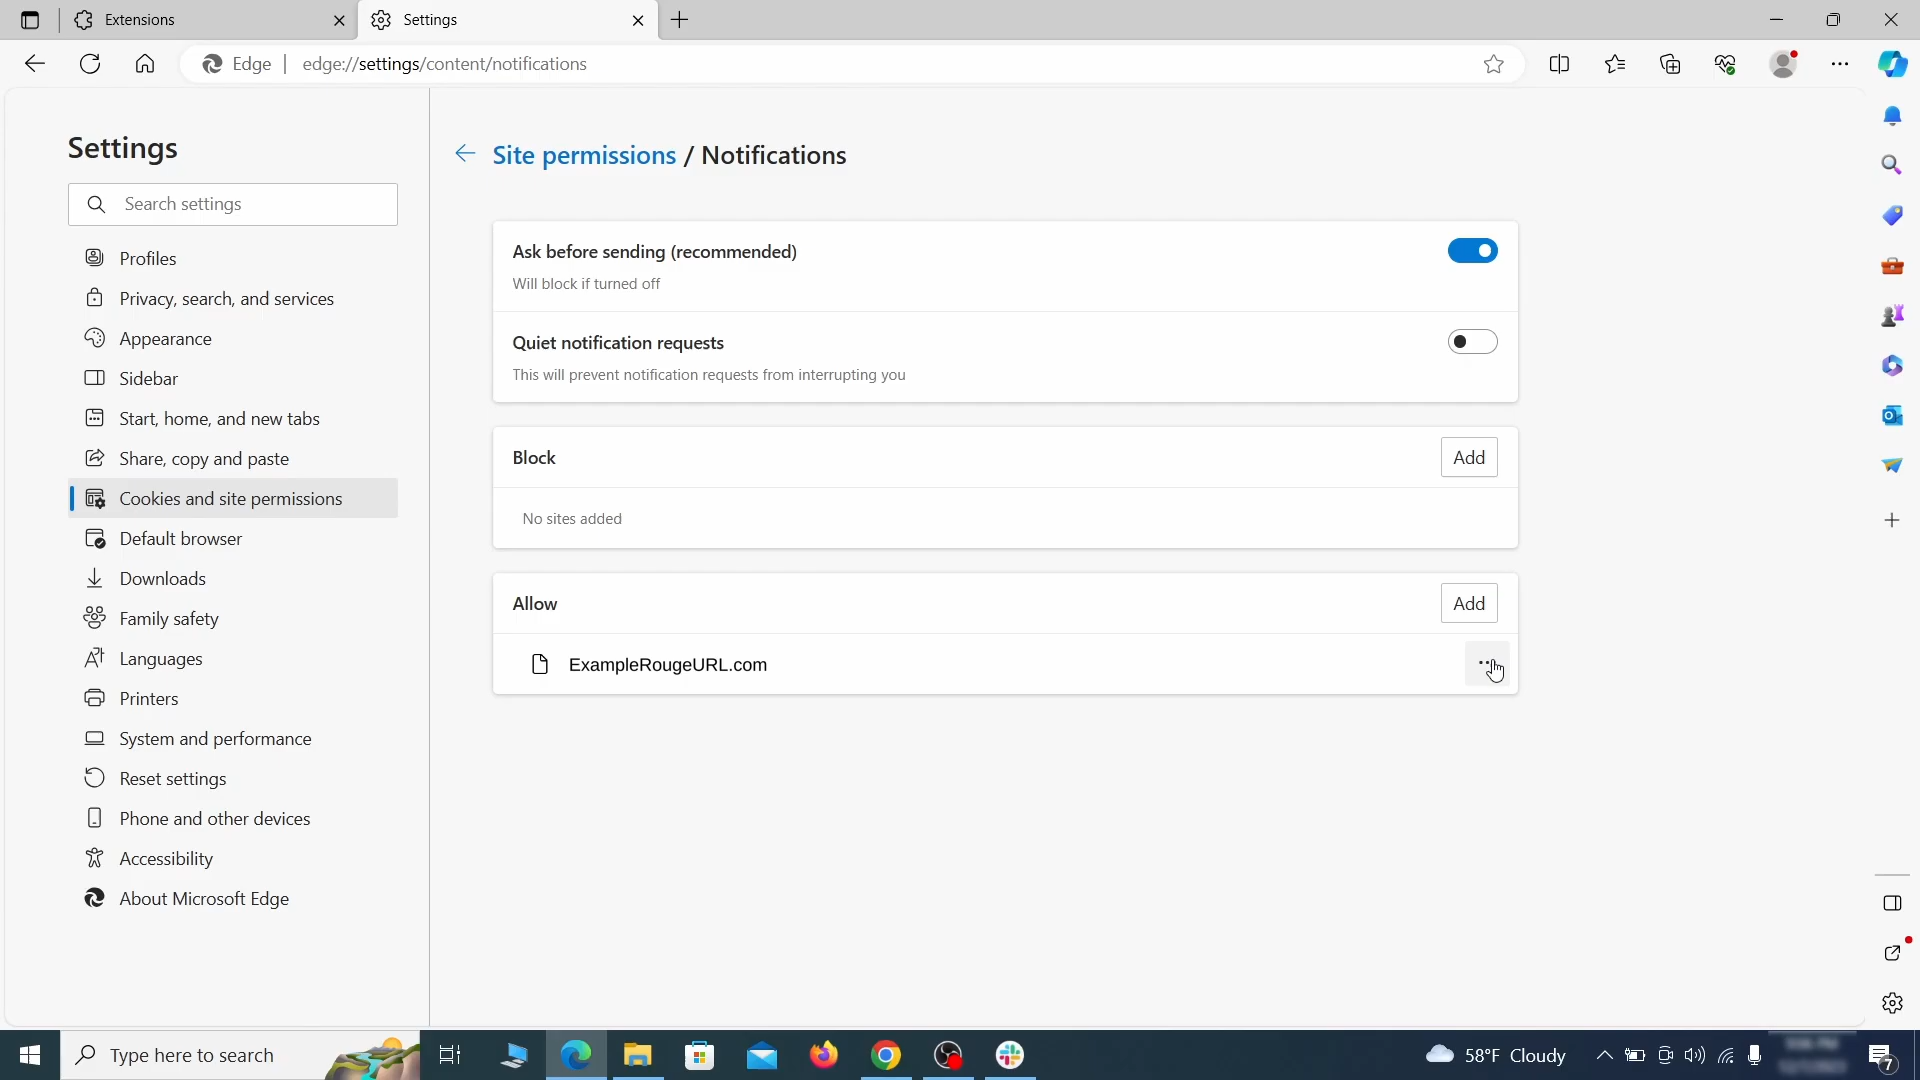 Extensions
Settings
Edge
edge://settings/content/notifications
Settings
Search settings
Profiles
Privacy, search, and services
Appearance
Sidebar
Start, home, and new tabs
Share, copy and paste
Cookies and site permissions
Default browser
Downloads
Family safety
Languages
Printers
System and performance
Reset settings
Phone and other devices
Accessibility
About Microsoft Edge
Site permissions / Notifications
Ask before sending (recommended)
Will block if turned off
Quiet notification requests
This will prevent notification requests from interrupting you
Block
Add
No sites added
Allow
Add
ExampleRougeURL.com
Type here to search
58°F Cloudy
7